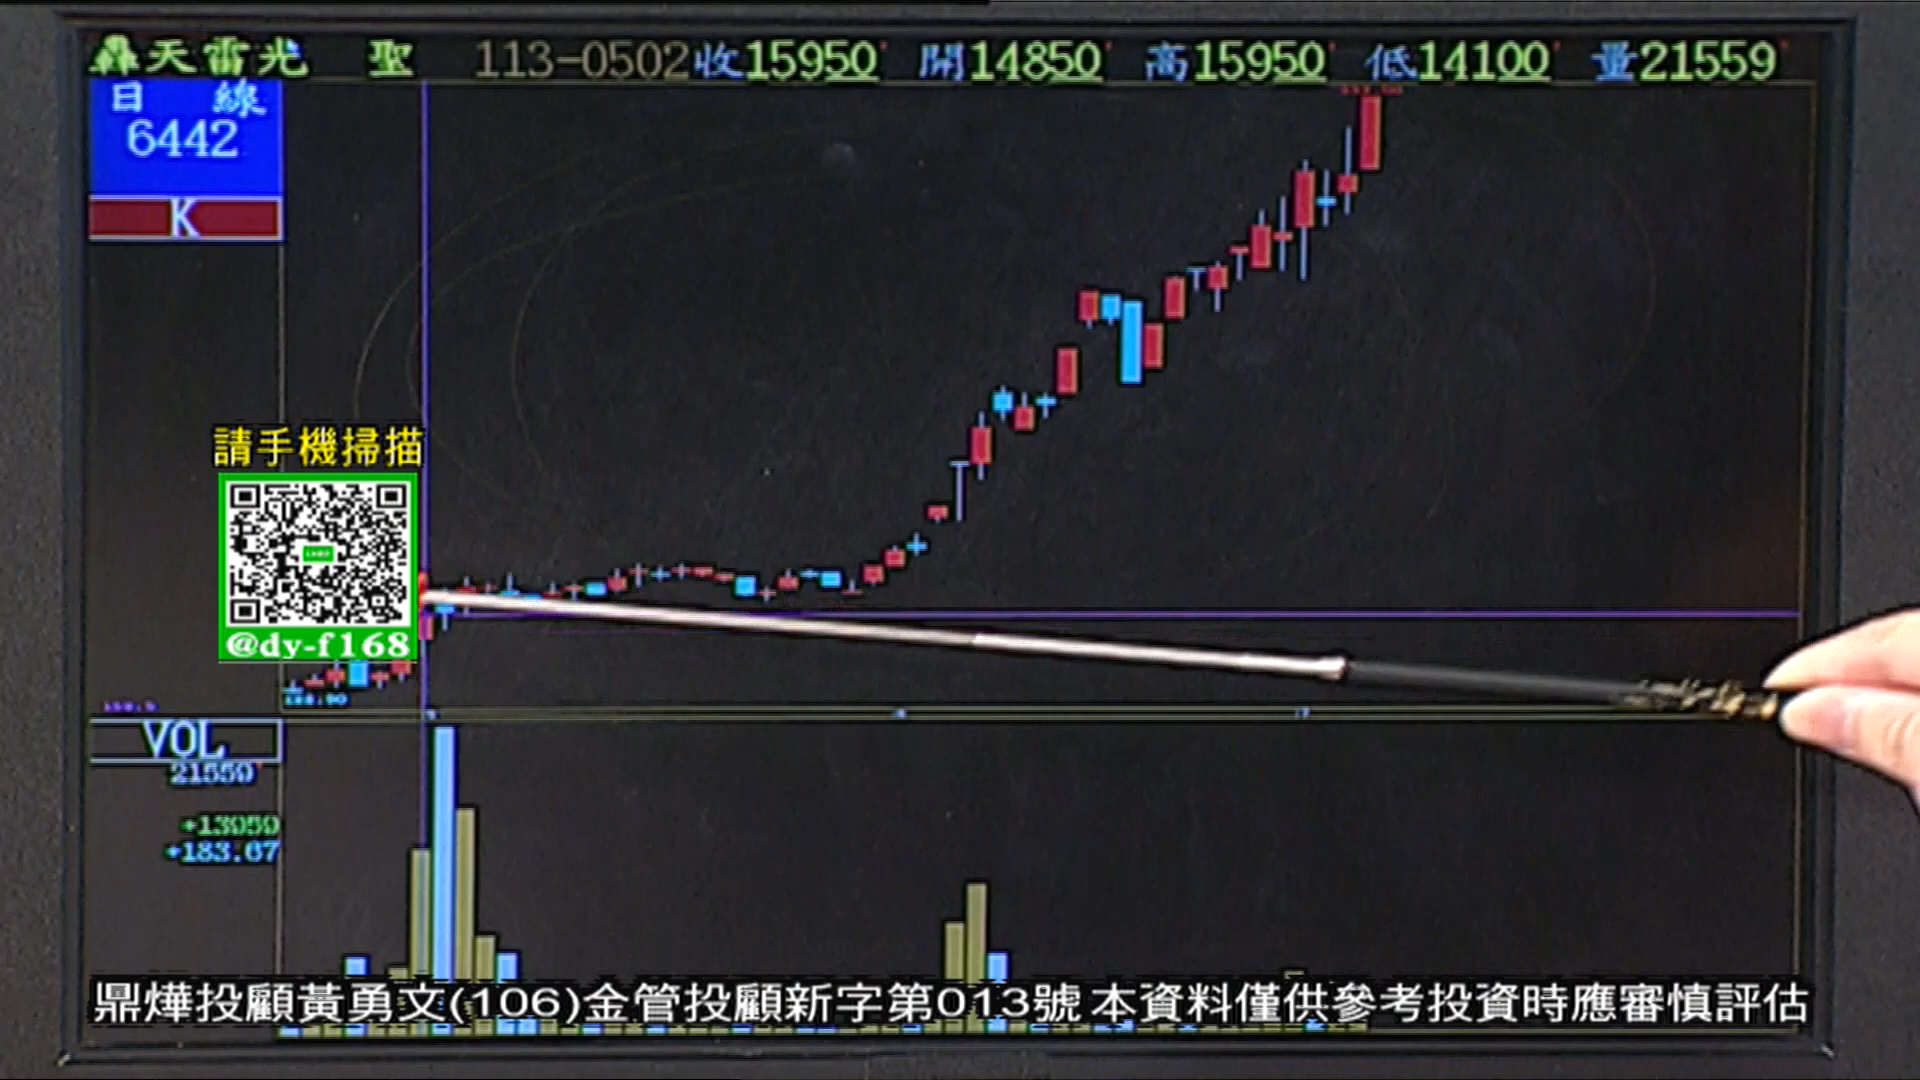 轟天雷光 聖 113-0502收15950 開14850 高15950 低14100 量21559
日 線
6442
K
請手機掃描
@dy-f168
VOL
21559
+13959
+183.67
鼎燁投顧黃勇文(106)金管投顧新字第013號 本資料僅供參考投資時應審慎評估